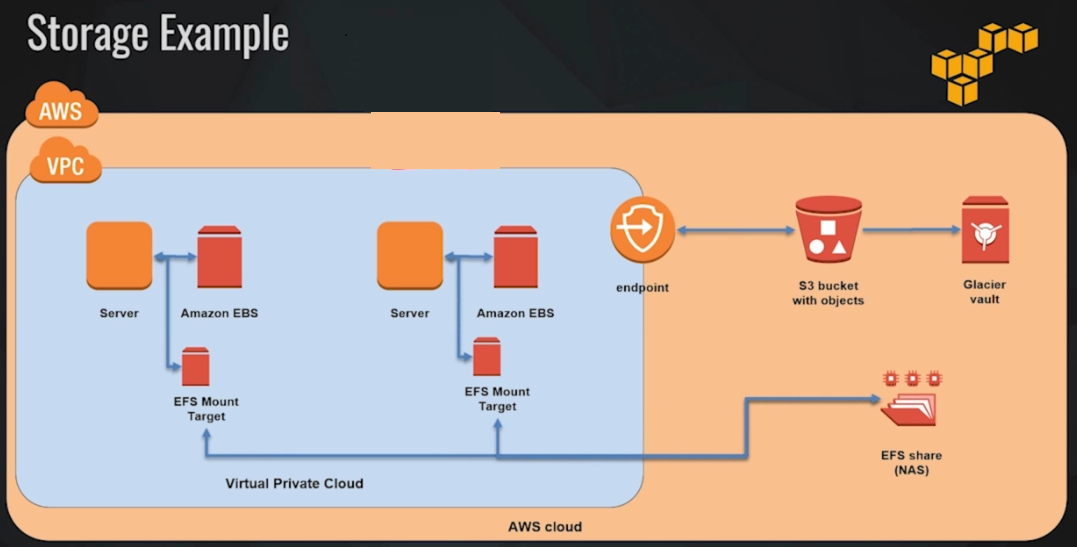 Storage Example
AWS
VPC
Server
Amazon EBS
Server
Amazon EBS
endpoint
S3 bucket
with objects
Glacier
vault
EFS Mount
Target
EFS Mount
Target
EFS share
(NAS)
Virtual Private Cloud
AWS cloud